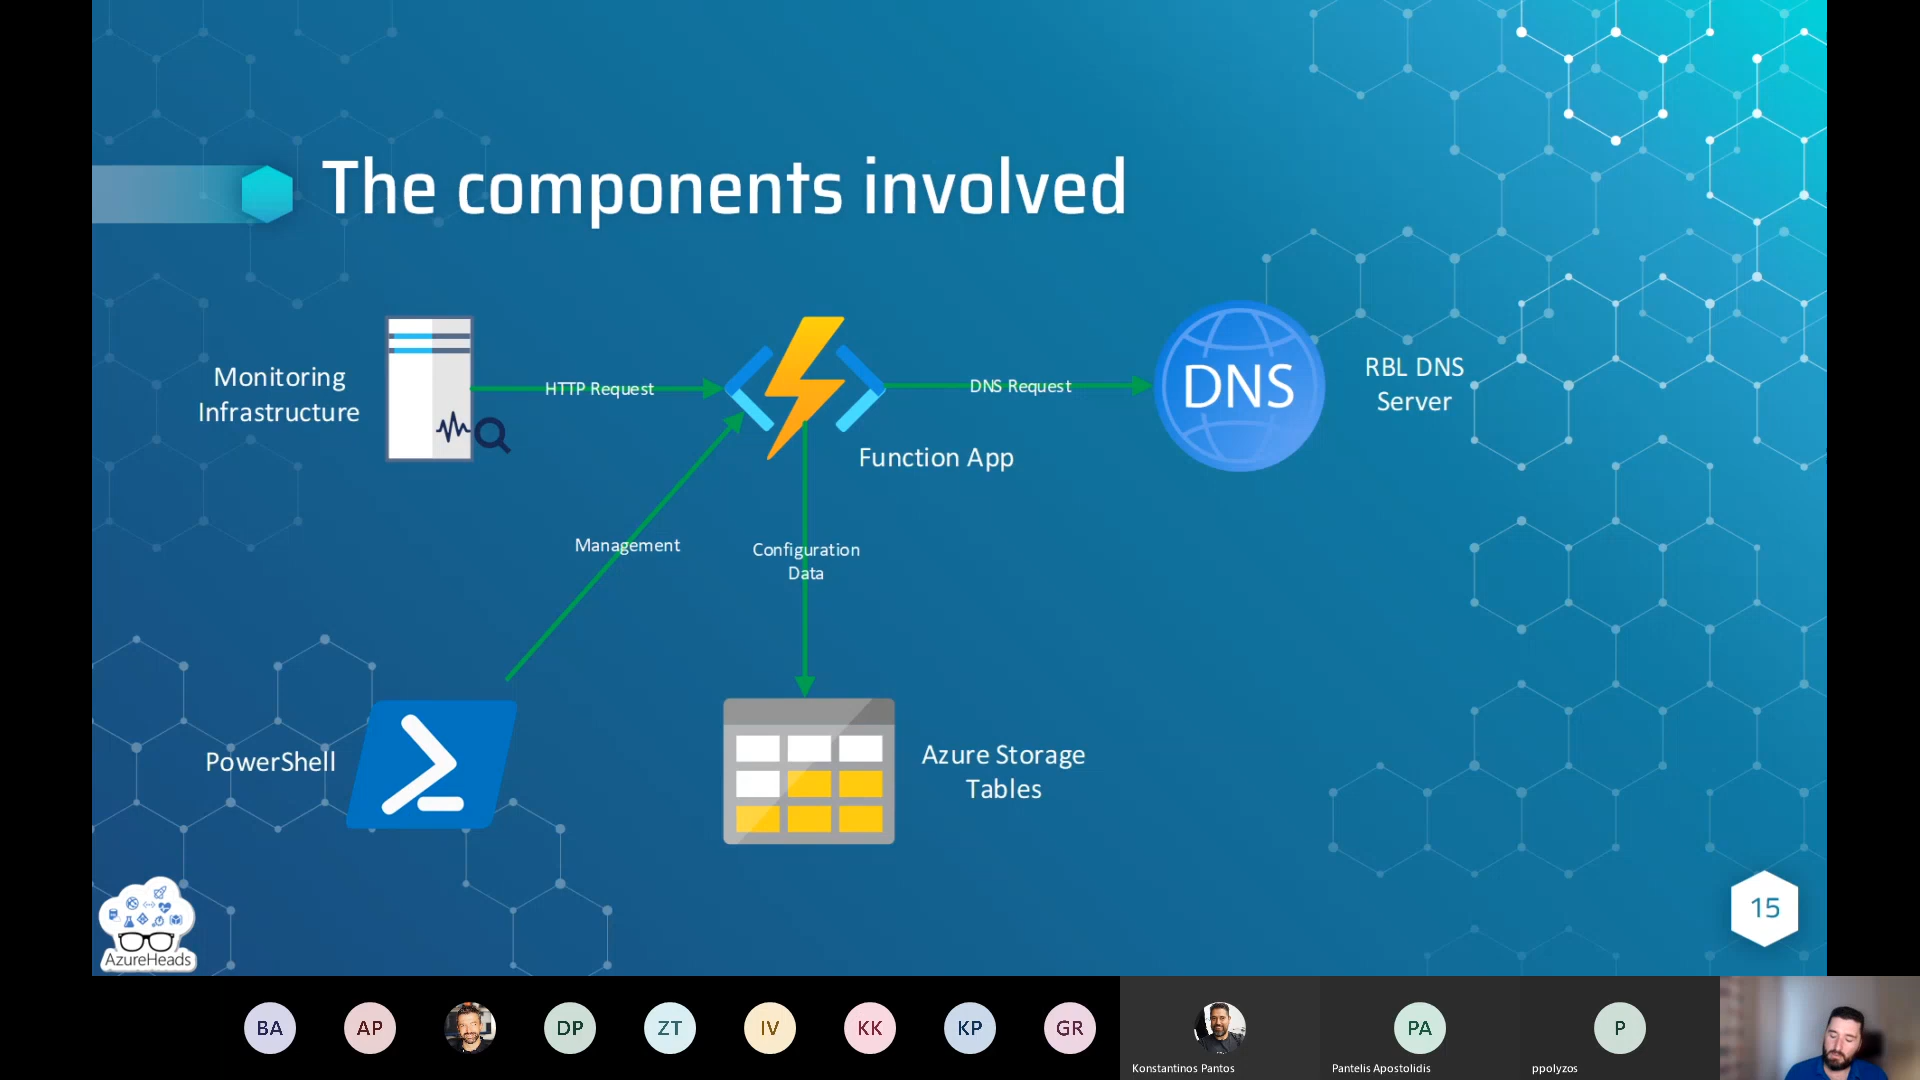 The components involved
Monitoring
Infrastructure
HTTP Request
DNS Request
DNS
RBL DNS
Server
Function App
Management
Configuration
Data
PowerShell
Azure Storage
Tables
AzureHeads
15
BA
AP
DP
ZT
IV
KK
KP
GR
PA
P
Konstantinos Pantos
Pantelis Apostolidis
ppolyzos